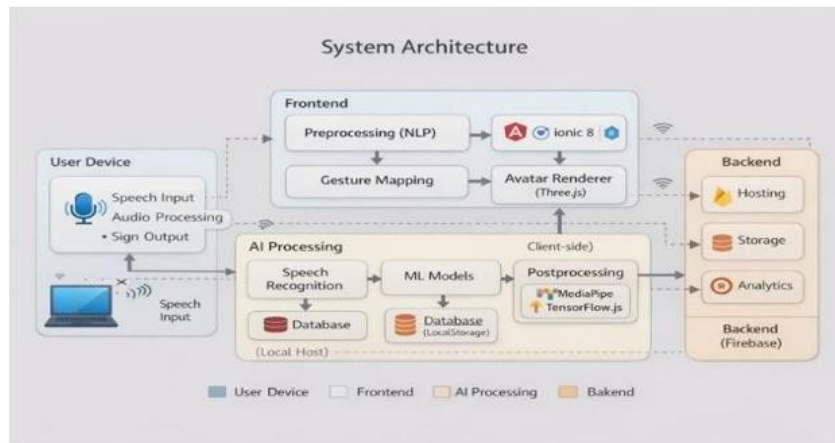 System Architecture
Frontend
Preprocessing (NLP)
ionic 8
Gesture Mapping
Avatar Renderer
(Three.js)
User Device
Speech Input
Audio Processing
• Sign Output
Speech
Input
AI Processing
Client-side)
Speech
Recognition
ML Models
Postprocessing
MediaPipe
TensorFlow.js
Database
Database
(LocalStorage)
(Local Host)
Backend
Hosting
Storage
Analytics
Backend
(Firebase)
User Device
Frontend
AI Processing
Bakend